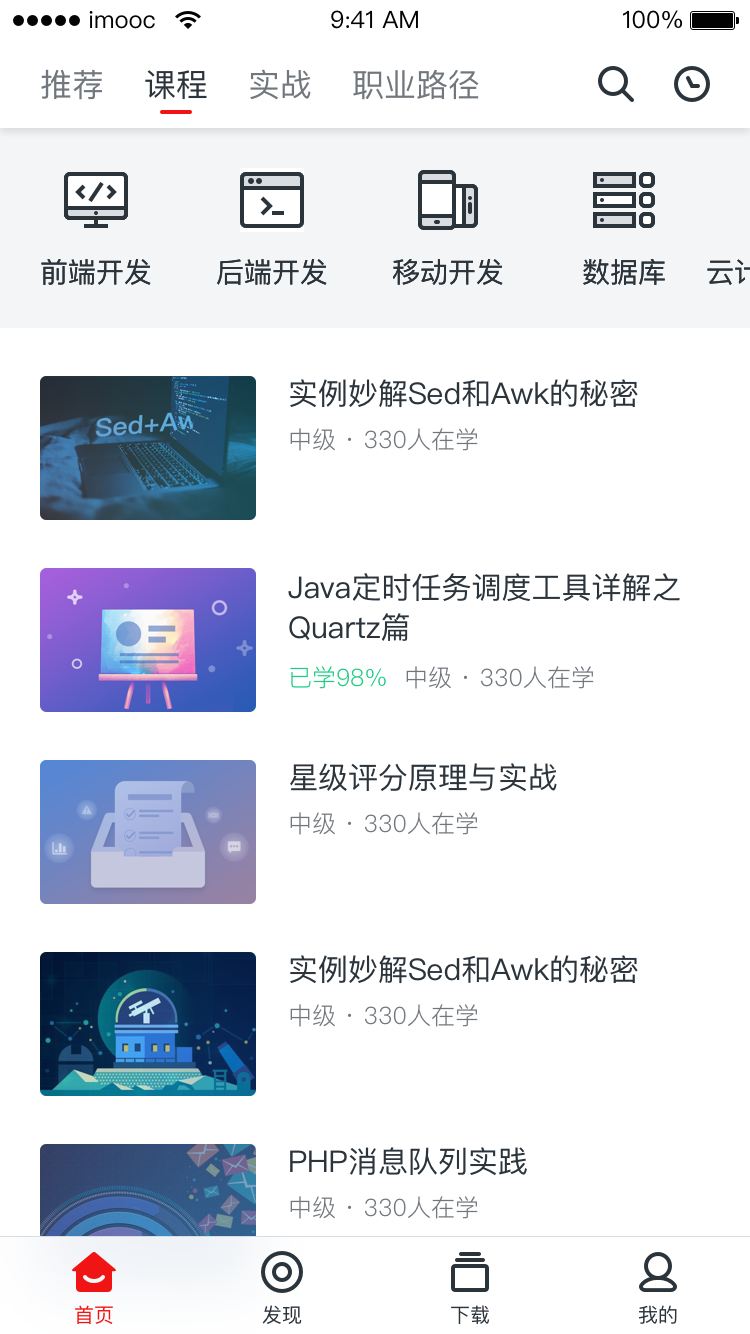 imooc 9:41 AM 100%
推荐 课程 实战 职业路径
前端开发 后端开发 移动开发 数据库 云计
Sed+Aw
实例妙解Sed和Awk的秘密
中级 · 330人在学
Java定时任务调度工具详解之
Quartz篇
已学98% 中级 · 330人在学
星级评分原理与实战
中级 · 330人在学
实例妙解Sed和Awk的秘密
中级 · 330人在学
PHP消息队列实践
中级 · 330人在学
首页 发现 下载 我的